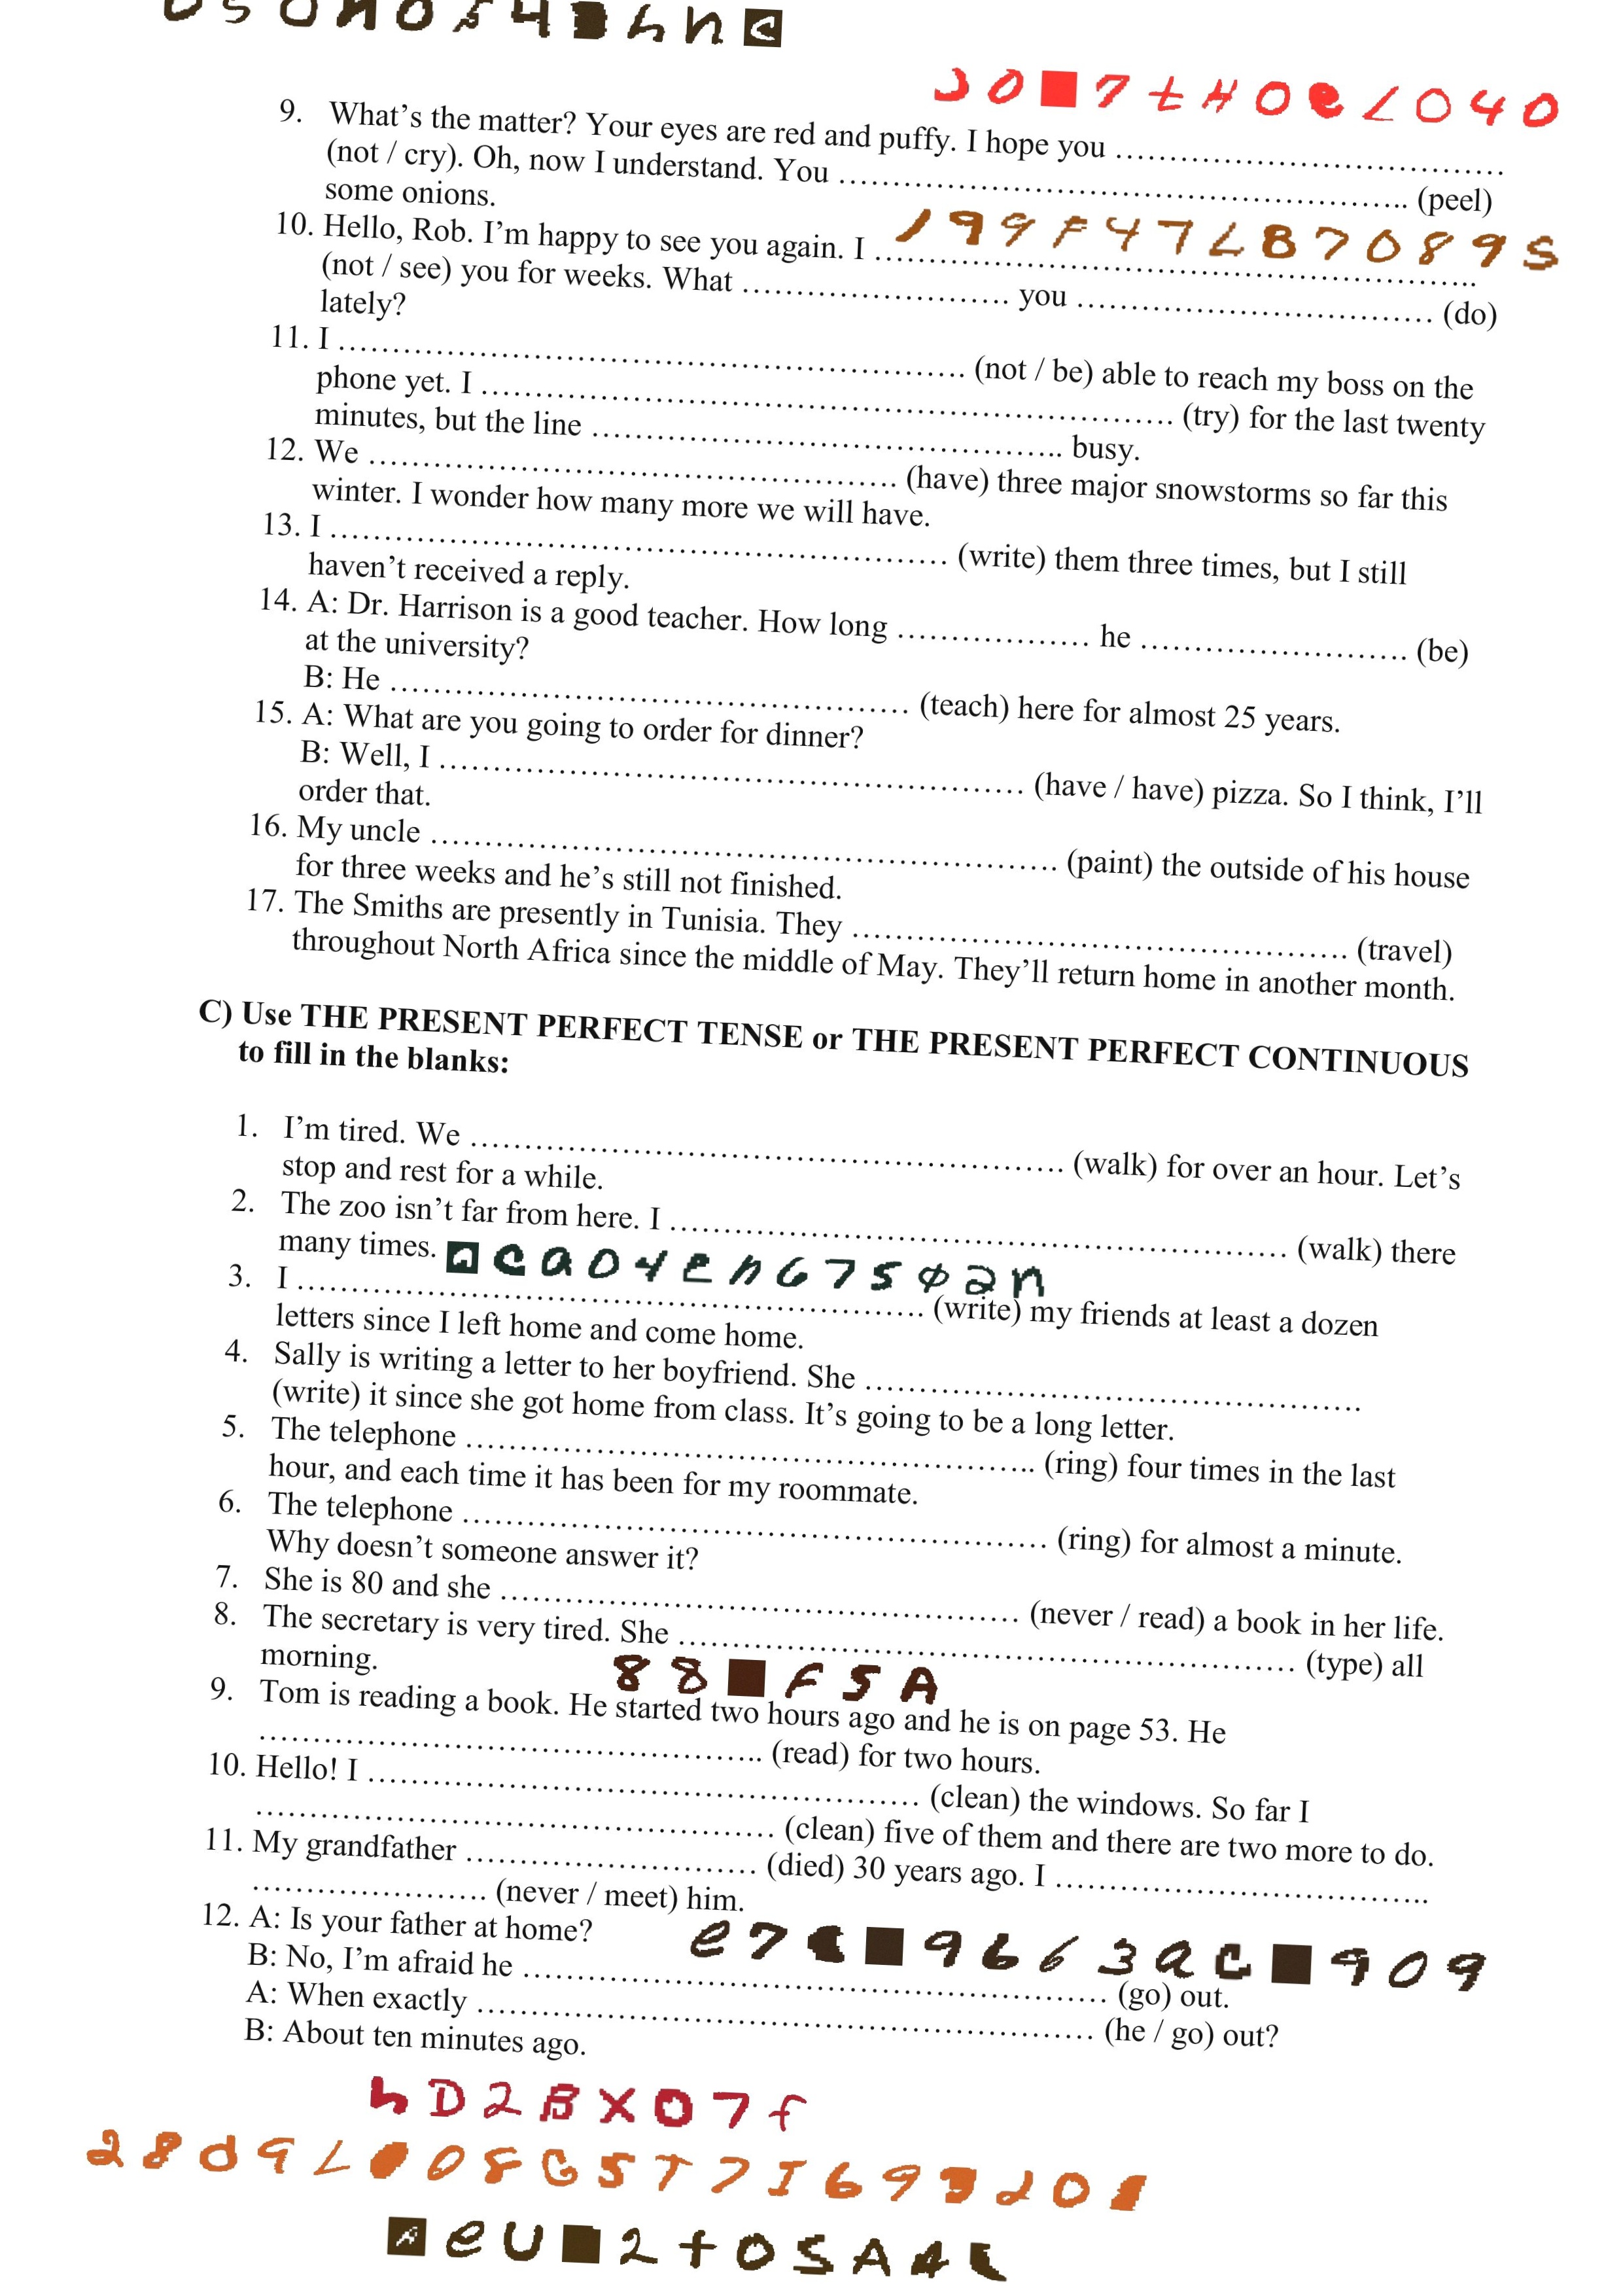 9. What's the matter? Your eyes are red and puffy. I hope you ……………………………
(not / cry). Oh, now I understand. You …………………………………………….. (peel)
some onions.
10. Hello, Rob. I'm happy to see you again. I ……………………………………………..
(not / see) you for weeks. What ……………………. you ………………………….. (do)
lately?
11. I …………………………………………………. (not / be) able to reach my boss on the
phone yet. I ………………………………………………………. (try) for the last twenty
minutes, but the line …………………………………….. busy.
12. We …………………………………………. (have) three major snowstorms so far this
winter. I wonder how many more we will have.
13. I ………………………………………………… (write) them three times, but I still
haven't received a reply.
14. A: Dr. Harrison is a good teacher. How long ……………… he ……………………. (be)
at the university?
B: He ………………………………………… (teach) here for almost 25 years.
15. A: What are you going to order for dinner?
B: Well, I ……………………………………………… (have / have) pizza. So I think, I'll
order that.
16. My uncle …………………………………………………. (paint) the outside of his house
for three weeks and he's still not finished.
17. The Smiths are presently in Tunisia. They ………………………………………. (travel)
throughout North Africa since the middle of May. They'll return home in another month.
C) Use THE PRESENT PERFECT TENSE or THE PRESENT PERFECT CONTINUOUS
to fill in the blanks:
1. I'm tired. We ………………………………………………. (walk) for over an hour. Let's
stop and rest for a while.
2. The zoo isn't far from here. I ………………………………………………… (walk) there
many times.
3. I …………………………………………………. (write) my friends at least a dozen
letters since I left home and come home.
4. Sally is writing a letter to her boyfriend. She ……………………………………….
(write) it since she got home from class. It's going to be a long letter.
5. The telephone …………………………………………….. (ring) four times in the last
hour, and each time it has been for my roommate.
6. The telephone ……………………………………………… (ring) for almost a minute.
Why doesn't someone answer it?
7. She is 80 and she ………………………………………… (never / read) a book in her life.
8. The secretary is very tired. She ………………………………………………… (type) all
morning.
88■F5A
9. Tom is reading a book. He started two hours ago and he is on page 53. He
……………………………………….. (read) for two hours.
10. Hello! I …………………………………………… (clean) the windows. So far I
………………………………………… (clean) five of them and there are two more to do.
11. My grandfather ……………………… (died) 30 years ago. I ……………………………..
…………………. (never / meet) him.
12. A: Is your father at home?
B: No, I'm afraid he ……………………………………………… (go) out.
A: When exactly ………………………………………………… (he / go) out?
B: About ten minutes ago.
hD2BX07f